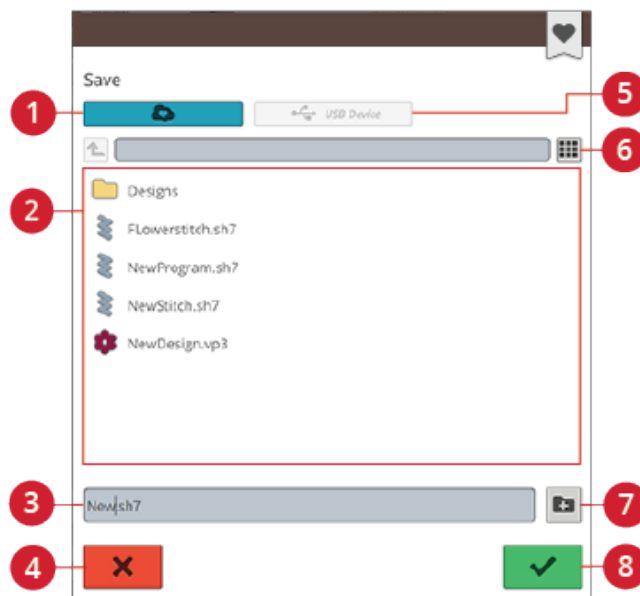 Save
1
5
USB Device
6
2
Designs
FLowerstitch.sh7
NewProgram.sh7
NewStitch.sh7
NewDesign.vp3
3
New.sh7
7
4
8